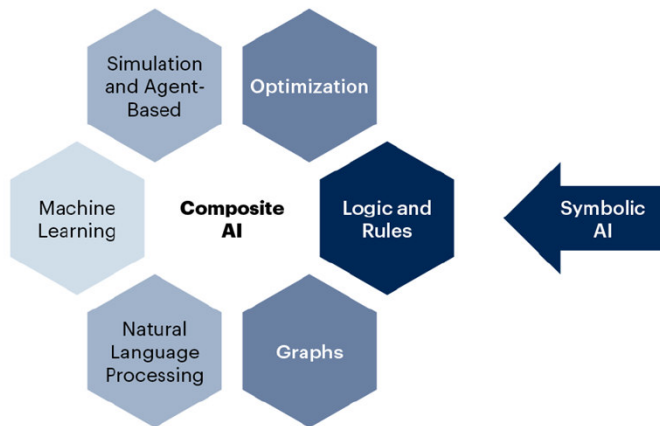 Simulation
and Agent-
Based
Optimization
Machine
Learning
Composite
AI
Logic and
Rules
Symbolic
AI
Natural
Language
Processing
Graphs